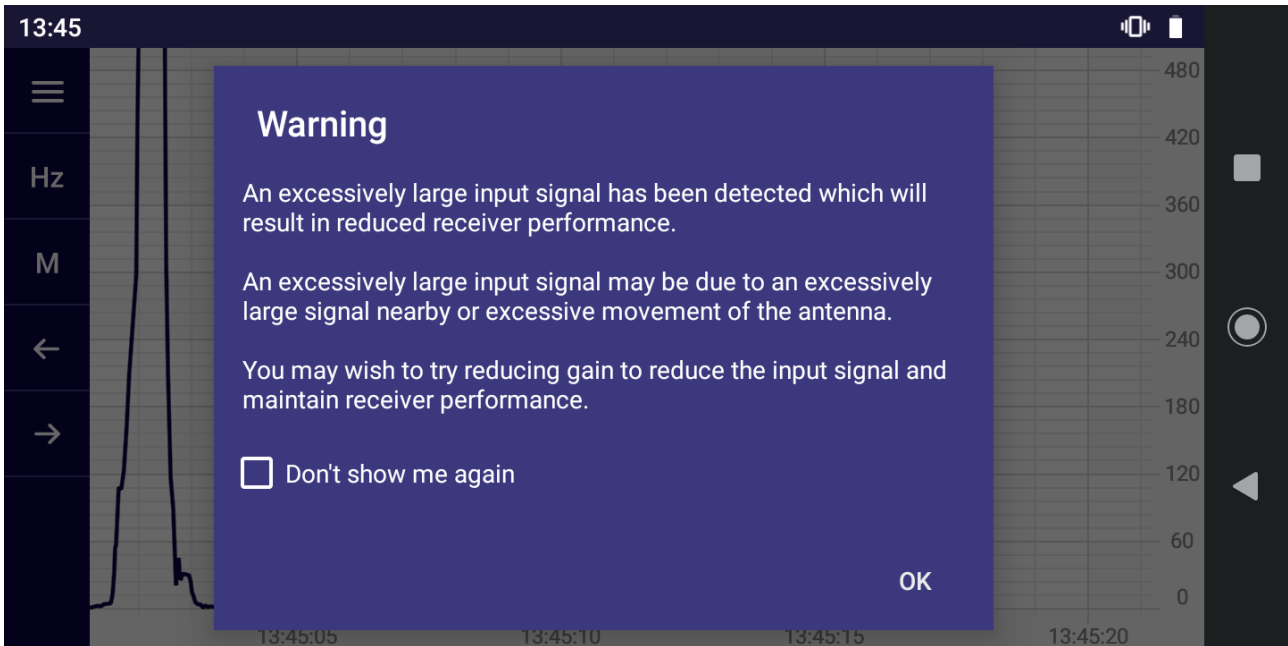 13:45
Hz
M
Warning
An excessively large input signal has been detected which will
result in reduced receiver performance.
An excessively large input signal may be due to an excessively
large signal nearby or excessive movement of the antenna.
You may wish to try reducing gain to reduce the input signal and
maintain receiver performance.
Don't show me again
OK
480
420
360
300
240
180
120
60
0
13:45:05
13:45:10
13:45:15
13:45:20